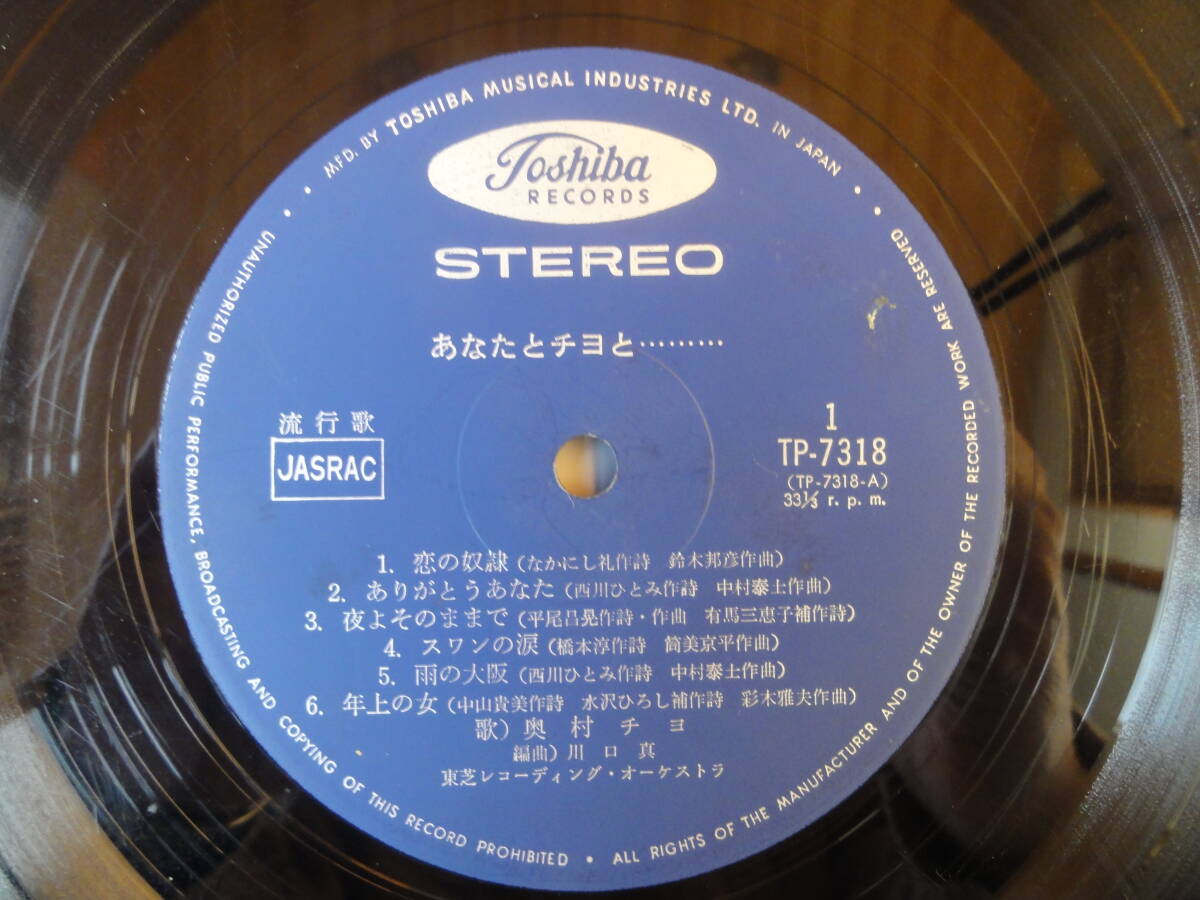 MFD. BY TOSHIBA MUSICAL INDUSTRIES LTD. IN JAPAN
Toshiba
RECORDS
STEREO
あなたとチヨと………
流行歌
JASRAC
1
TP-7318
(TP-7318-A)
33⅓ r.p.m.
1. 恋の奴隷(なかにし礼作詩 鈴木邦彦作曲)
2. ありがとうあなた(西川ひとみ作詩 中村泰士作曲)
3. 夜よそのままで(平尾昌晃作詩・作曲 有馬三恵子補作詩)
4. スワンの涙(橋本淳作詩 筒美京平作曲)
5. 雨の大阪(西川ひとみ作詩 中村泰士作曲)
6. 年上の女(中山貴美作詩 水沢ひろし補作詩 彩木雅夫作曲)
歌)奥村チヨ
編曲)川口真
東芝レコーディング・オーケストラ
UNAUTHORIZED PUBLIC PERFORMANCE, BROADCASTING AND COPYING OF THIS RECORD PROHIBITED • ALL RIGHTS OF THE MANUFACTURER AND OF THE OWNER OF THE RECORDED WORK ARE RESERVED